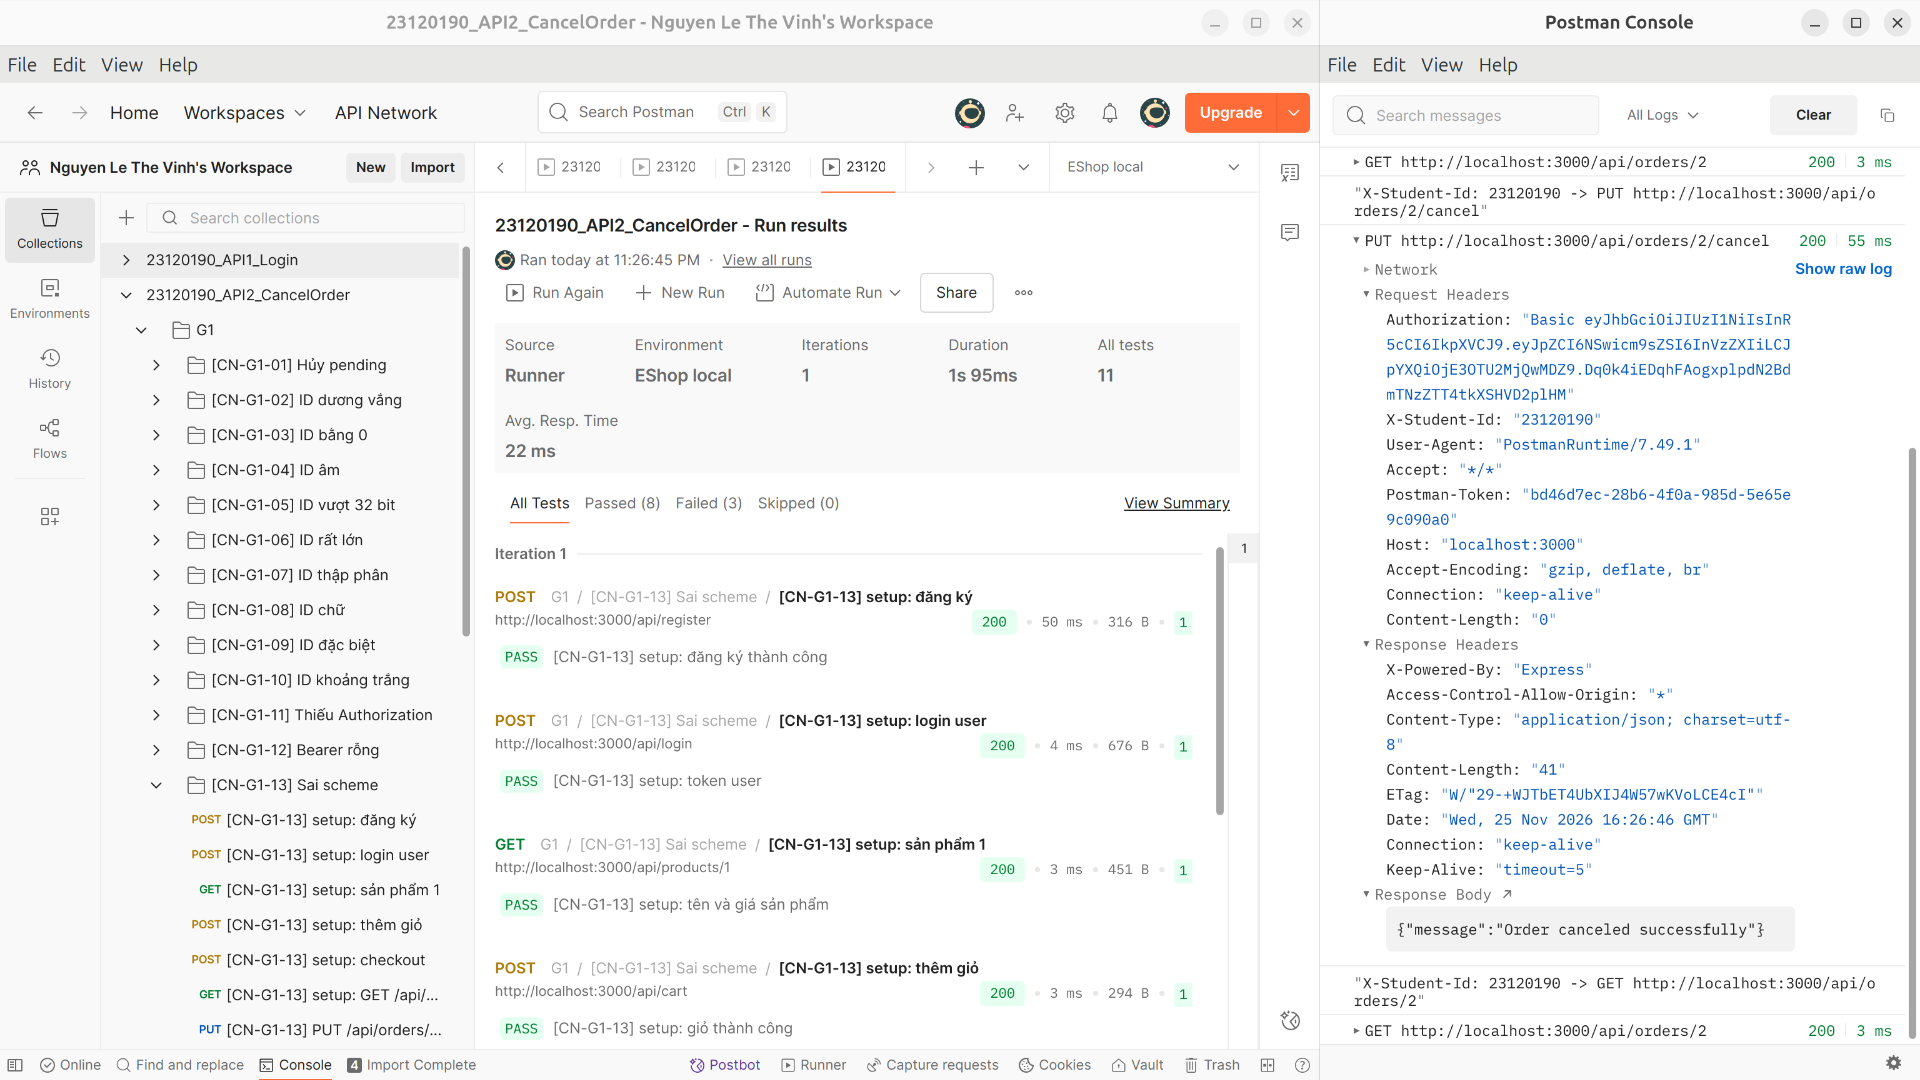 23120190_API2_CancelOrder - Nguyen Le The Vinh's Workspace
File Edit View Help
Home Workspaces API Network
Search Postman Ctrl K
Upgrade
Nguyen Le The Vinh's Workspace
New Import
23120 23120 23120 23120
EShop local
Collections
Environments
History
Flows
Search collections
23120190_API1_Login
23120190_API2_CancelOrder
G1
[CN-G1-01] Hủy pending
[CN-G1-02] ID dương vắng
[CN-G1-03] ID bằng 0
[CN-G1-04] ID âm
[CN-G1-05] ID vượt 32 bit
[CN-G1-06] ID rất lớn
[CN-G1-07] ID thập phân
[CN-G1-08] ID chữ
[CN-G1-09] ID đặc biệt
[CN-G1-10] ID khoảng trắng
[CN-G1-11] Thiếu Authorization
[CN-G1-12] Bearer rỗng
[CN-G1-13] Sai scheme
POST [CN-G1-13] setup: đăng ký
POST [CN-G1-13] setup: login user
GET [CN-G1-13] setup: sản phẩm 1
POST [CN-G1-13] setup: thêm giỏ
POST [CN-G1-13] setup: checkout
GET [CN-G1-13] setup: GET /api/...
PUT [CN-G1-13] PUT /api/orders/...
23120190_API2_CancelOrder - Run results
Ran today at 11:26:45 PM · View all runs
Run Again New Run Automate Run Share
Source Environment Iterations Duration All tests
Runner EShop local 1 1s 95ms 11
Avg. Resp. Time
22 ms
All Tests Passed (8) Failed (3) Skipped (0) View Summary
Iteration 1
1
POST G1 / [CN-G1-13] Sai scheme / [CN-G1-13] setup: đăng ký
http://localhost:3000/api/register 200 • 50 ms • 316 B • 1
PASS [CN-G1-13] setup: đăng ký thành công
POST G1 / [CN-G1-13] Sai scheme / [CN-G1-13] setup: login user
http://localhost:3000/api/login 200 • 4 ms • 676 B • 1
PASS [CN-G1-13] setup: token user
GET G1 / [CN-G1-13] Sai scheme / [CN-G1-13] setup: sản phẩm 1
http://localhost:3000/api/products/1 200 • 3 ms • 451 B • 1
PASS [CN-G1-13] setup: tên và giá sản phẩm
POST G1 / [CN-G1-13] Sai scheme / [CN-G1-13] setup: thêm giỏ
http://localhost:3000/api/cart 200 • 3 ms • 294 B • 1
PASS [CN-G1-13] setup: giỏ thành công
Online Find and replace Console 4 Import Complete
Postbot Runner Capture requests Cookies Vault Trash
Postman Console
File Edit View Help
Search messages All Logs Clear
GET http://localhost:3000/api/orders/2 200 3 ms
"X-Student-Id: 23120190 -> PUT http://localhost:3000/api/o
rders/2/cancel"
PUT http://localhost:3000/api/orders/2/cancel 200 55 ms
Network Show raw log
Request Headers
Authorization: "Basic eyJhbGciOiJIUzI1NiIsInR
5cCI6IkpXVCJ9.eyJpZCI6NSwicm9sZSI6InVzZXIiLCJ
pYXQiOjE3OTU2MjQwMDZ9.Dq0k4iEDqhFAogxplpdN2Bd
mTNzZTT4tkXSHVD2plHM"
X-Student-Id: "23120190"
User-Agent: "PostmanRuntime/7.49.1"
Accept: "*/*"
Postman-Token: "bd46d7ec-28b6-4f0a-985d-5e65e
9c090a0"
Host: "localhost:3000"
Accept-Encoding: "gzip, deflate, br"
Connection: "keep-alive"
Content-Length: "0"
Response Headers
X-Powered-By: "Express"
Access-Control-Allow-Origin: "*"
Content-Type: "application/json; charset=utf-
8"
Content-Length: "41"
ETag: "W/"29-+WJTbET4UbXIJ4W57wKVoLCE4cI""
Date: "Wed, 25 Nov 2026 16:26:46 GMT"
Connection: "keep-alive"
Keep-Alive: "timeout=5"
Response Body
{"message":"Order canceled successfully"}
"X-Student-Id: 23120190 -> GET http://localhost:3000/api/o
rders/2"
GET http://localhost:3000/api/orders/2 200 3 ms